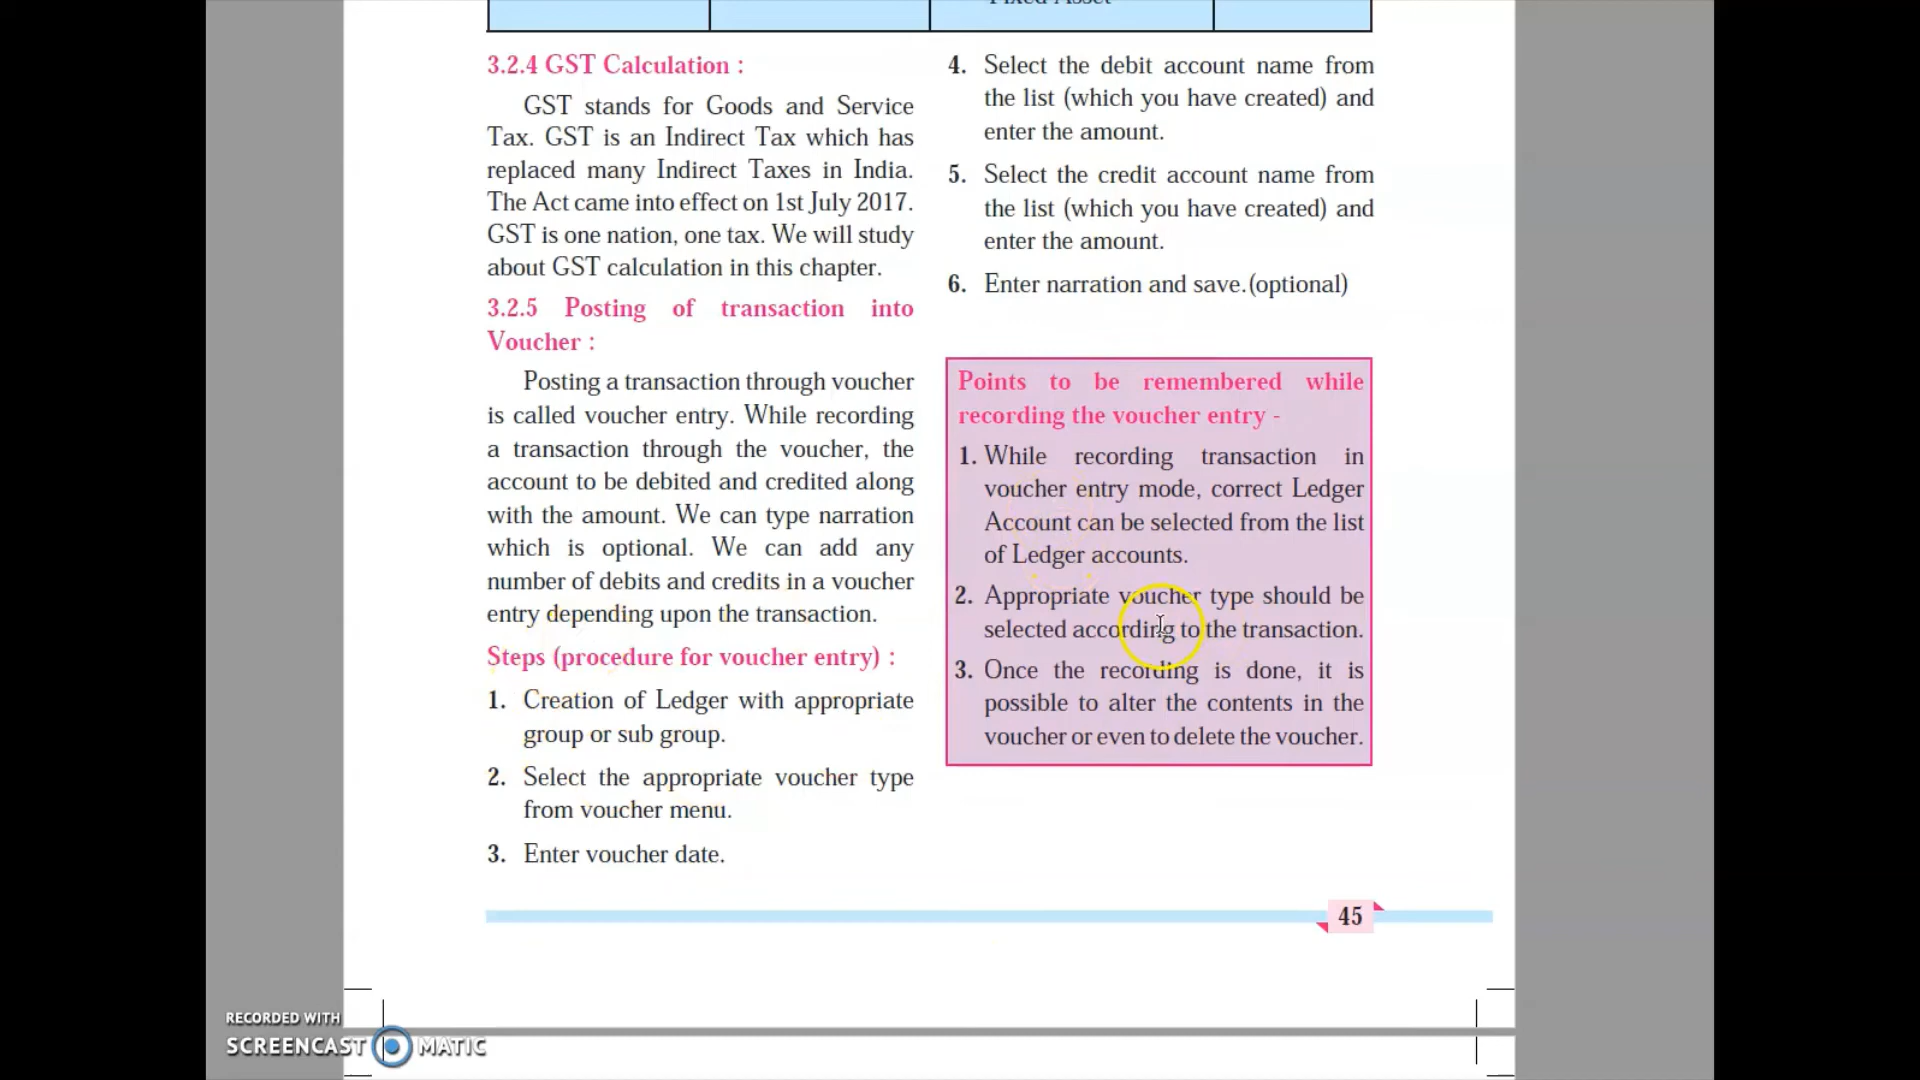 Fixed Asset
3.2.4 GST Calculation :
GST stands for Goods and Service
Tax. GST is an Indirect Tax which has
replaced many Indirect Taxes in India.
The Act came into effect on 1st July 2017.
GST is one nation, one tax. We will study
about GST calculation in this chapter.
3.2.5 Posting of transaction into
Voucher :
Posting a transaction through voucher
is called voucher entry. While recording
a transaction through the voucher, the
account to be debited and credited along
with the amount. We can type narration
which is optional. We can add any
number of debits and credits in a voucher
entry depending upon the transaction.
Steps (procedure for voucher entry) :
1. Creation of Ledger with appropriate
group or sub group.
2. Select the appropriate voucher type
from voucher menu.
3. Enter voucher date.
4. Select the debit account name from
the list (which you have created) and
enter the amount.
5. Select the credit account name from
the list (which you have created) and
enter the amount.
6. Enter narration and save.(optional)
Points to be remembered while
recording the voucher entry -
1. While recording transaction in
voucher entry mode, correct Ledger
Account can be selected from the list
of Ledger accounts.
2. Appropriate voucher type should be
selected according to the transaction.
3. Once the recording is done, it is
possible to alter the contents in the
voucher or even to delete the voucher.
45
RECORDED WITH
SCREENCAST MATIC